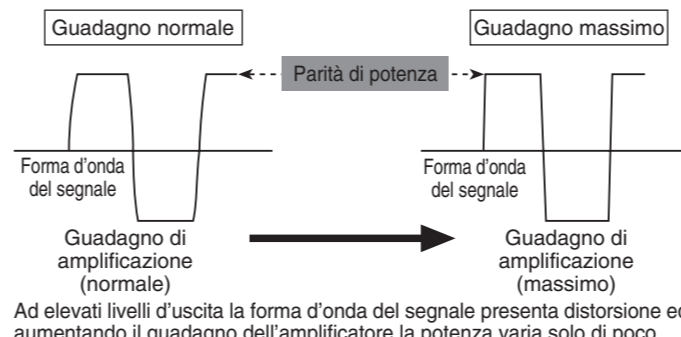 Guadagno normale
Guadagno massimo
Parità di potenza
Forma d'onda
del segnale
Forma d'onda
del segnale
Guadagno di
amplificazione
(normale)
Guadagno di
amplificazione
(massimo)
Ad elevati livelli d'uscita la forma d'onda del segnale presenta distorsione ed
aumentando il guadagno dell'amplificatore la potenza varia solo di poco.